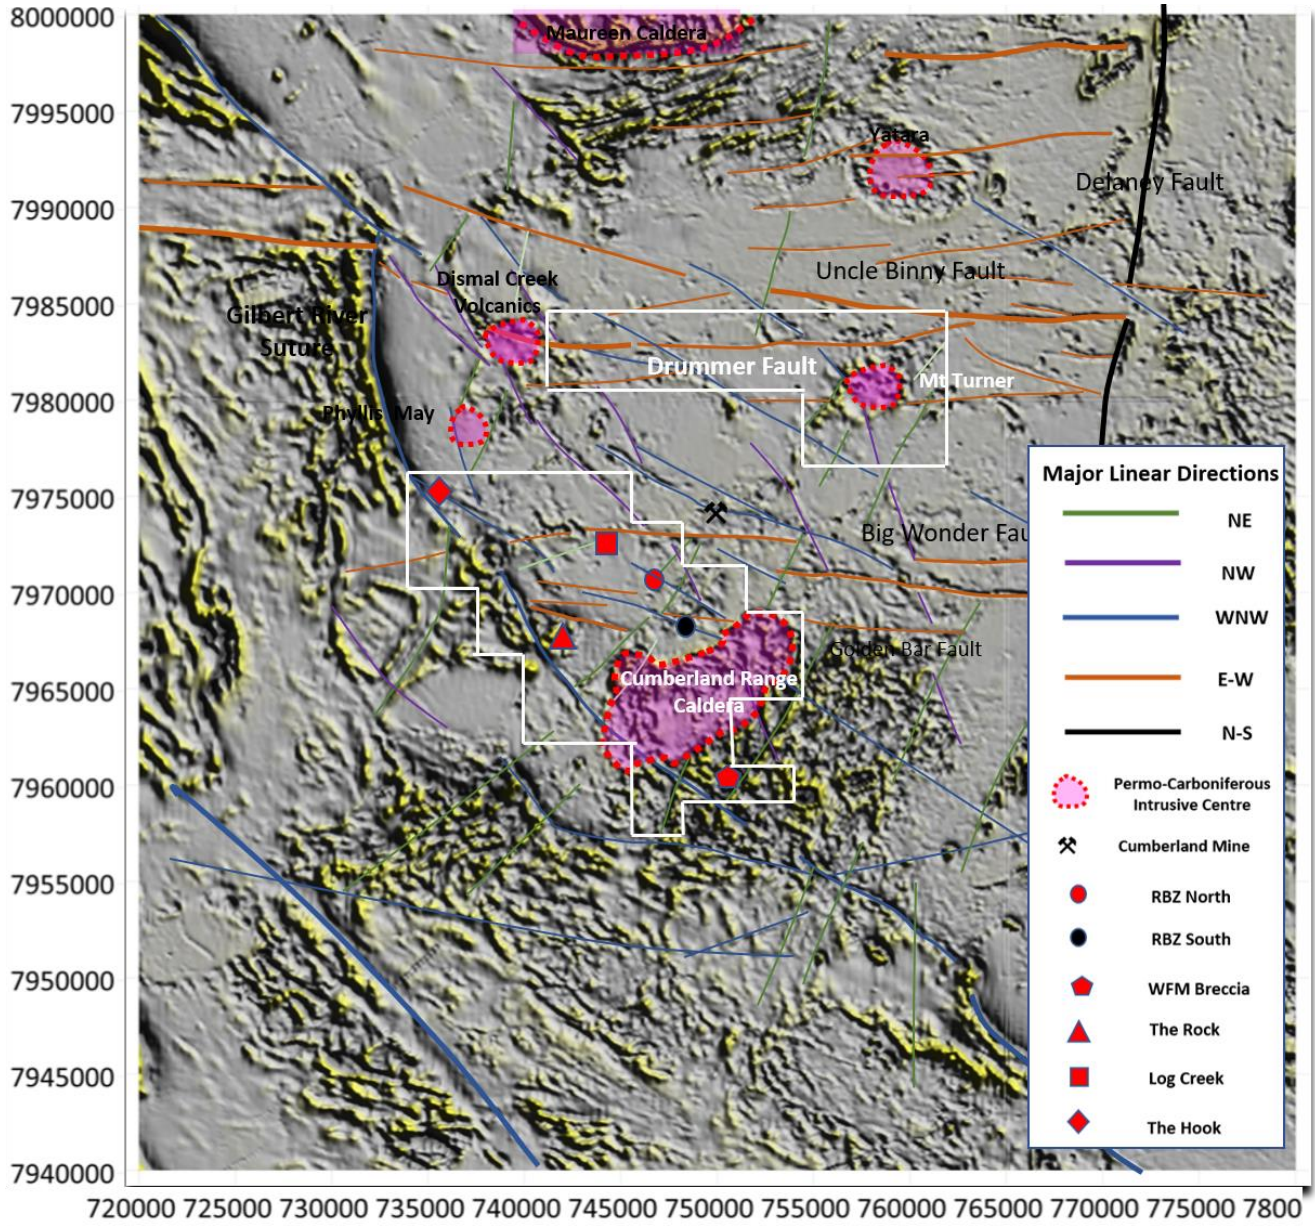 8000000
Maureen Caldera
7995000
Yatara
Delaney Fault
7990000
Uncle Binny Fault
Dismal Creek
Volcanics
7985000
Gilbert River
Suture
Drummer Fault
Mt Turner
7980000
Phyllis May
7975000
Big Wonder Fau
7970000
Golden Bar Fault
Cumberland Range
Caldera
7965000
7960000
7955000
7950000
7945000
7940000
Major Linear Directions
NE
NW
WNW
E-W
N-S
Permo-Carboniferous
Intrusive Centre
Cumberland Mine
RBZ North
RBZ South
WFM Breccia
The Rock
Log Creek
The Hook
720000 725000 730000 735000 740000 745000 750000 755000 760000 765000 770000 775000 7800